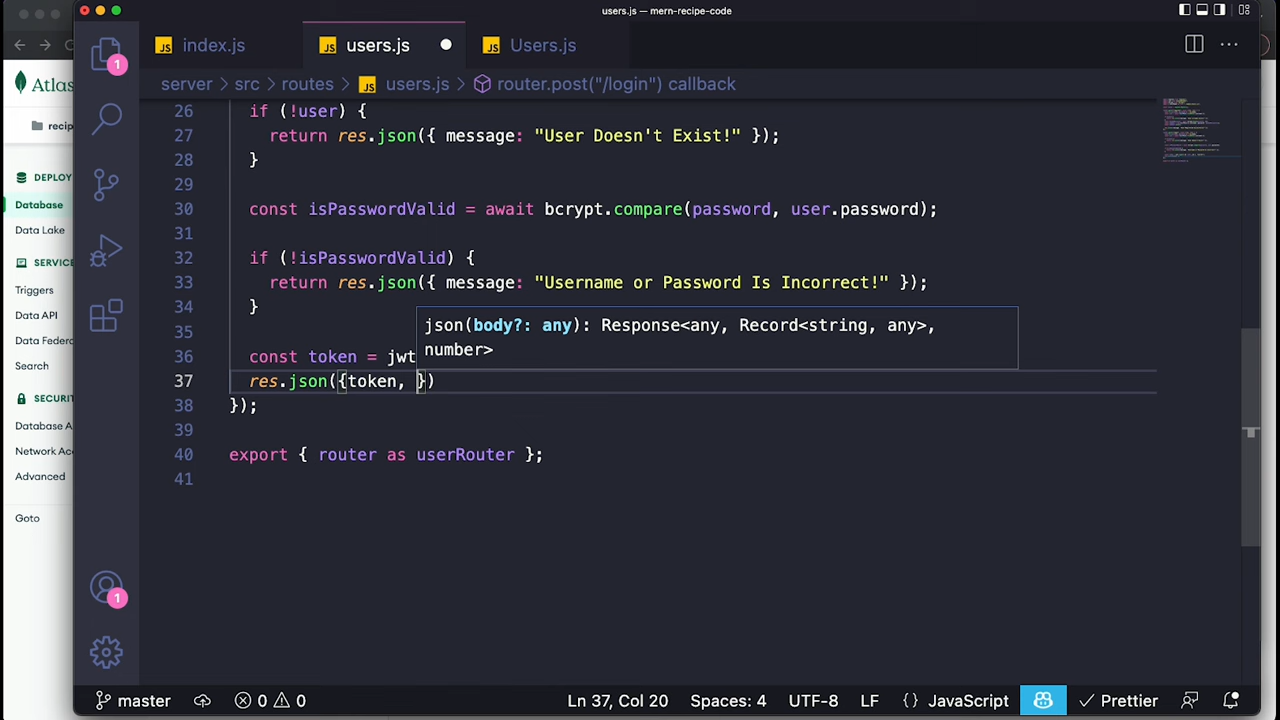 users.js — mern-recipe-code
index.js
users.js
Users.js
server > src > routes > users.js > router.post("/login") callback
26 if (!user) {
27 return res.json({ message: "User Doesn't Exist!" });
28 }
29
30 const isPasswordValid = await bcrypt.compare(password, user.password);
31
32 if (!isPasswordValid) {
33 return res.json({ message: "Username or Password Is Incorrect!" });
34 }
35
json(body?: any): Response<any, Record<string, any>,
number>
36 const token = jwt
37 res.json({token, })
38 });
39
40 export { router as userRouter };
41
1
1
Atlas
recip
DEPLOY
Database
Data Lake
SERVICE
Triggers
Data API
Data Federa
Search
SECURIT
Database A
Network Acc
Advanced
Goto
master
0 0
Ln 37, Col 20
Spaces: 4
UTF-8
LF
{} JavaScript
Prettier